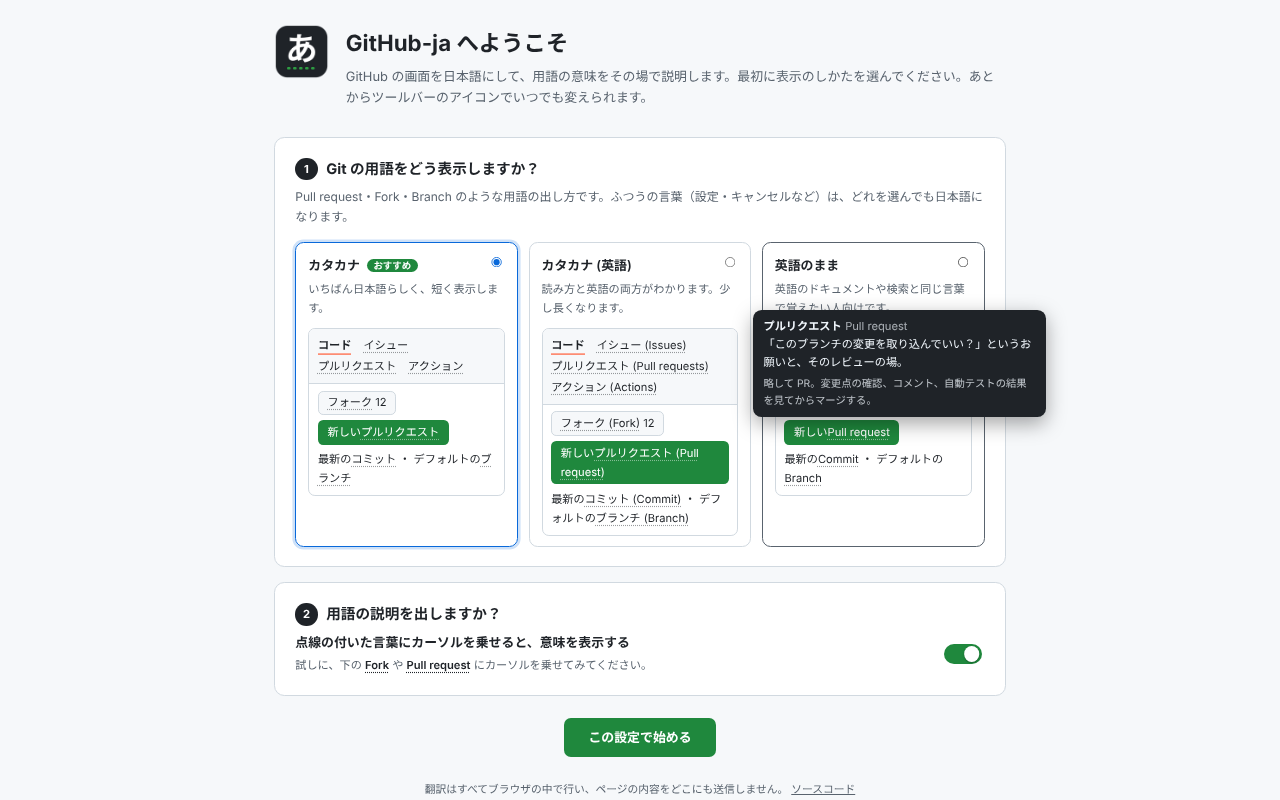 あ
GitHub-ja へようこそ
GitHub の画面を日本語にして、用語の意味をその場で説明します。最初に表示のしかたを選んでください。あと
からツールバーのアイコンでいつでも変えられます。
1 Git の用語をどう表示しますか？
Pull request・Fork・Branch のような用語の出し方です。ふつうの言葉（設定・キャンセルなど）は、どれを選んでも日本語に
なります。
カタカナ おすすめ
いちばん日本語らしく、短く表示しま
す。
コード イシュー
プルリクエスト アクション
フォーク 12
新しいプルリクエスト
最新のコミット ・ デフォルトのブ
ランチ
カタカナ (英語)
読み方と英語の両方がわかります。少
し長くなります。
コード イシュー (Issues)
プルリクエスト (Pull requests)
アクション (Actions)
フォーク (Fork) 12
新しいプルリクエスト (Pull
request)
最新のコミット (Commit) ・ デフ
ォルトのブランチ (Branch)
英語のまま
英語のドキュメントや検索と同じ言葉
で覚えたい人向けです。
プルリクエスト Pull request
「このブランチの変更を取り込んでいい？」というお
願いと、そのレビューの場。
略して PR。変更点の確認、コメント、自動テストの結果
を見てからマージする。
新しいPull request
最新のCommit ・ デフォルトの
Branch
2 用語の説明を出しますか？
点線の付いた言葉にカーソルを乗せると、意味を表示する
試しに、下の Fork や Pull request にカーソルを乗せてみてください。
この設定で始める
翻訳はすべてブラウザの中で行い、ページの内容をどこにも送信しません。 ソースコード